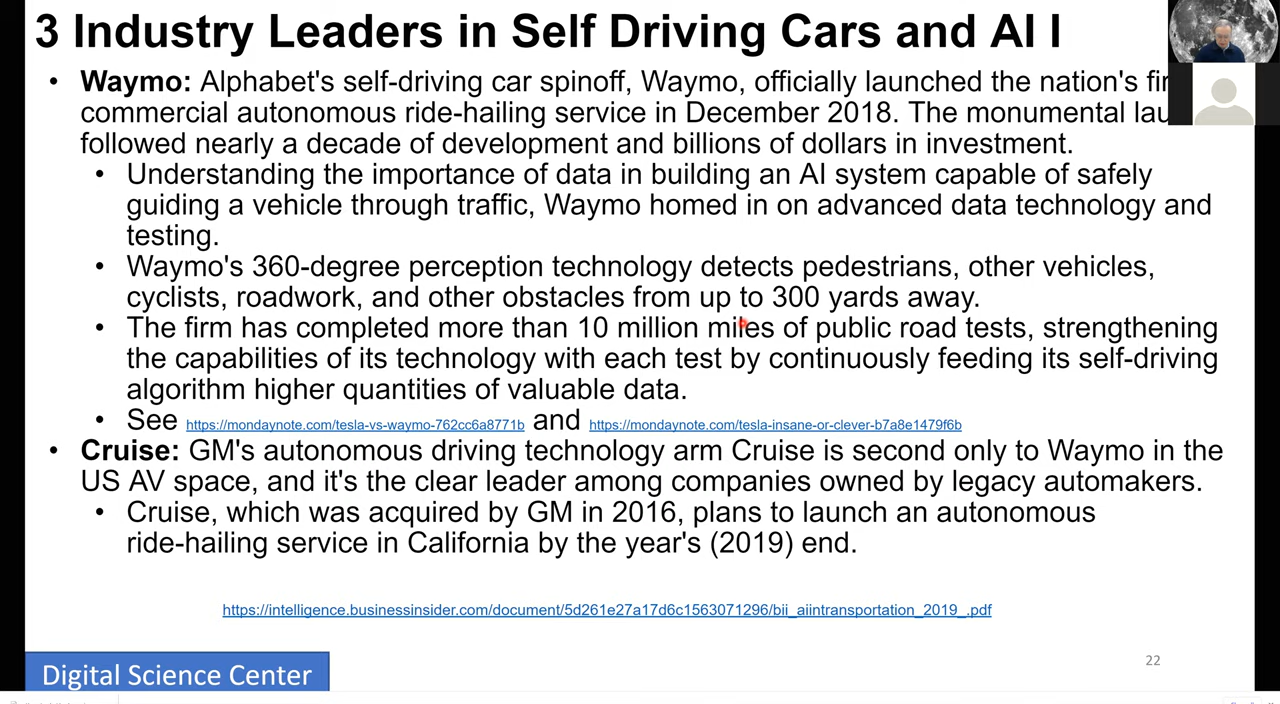 3 Industry Leaders in Self Driving Cars and AI I
• Waymo: Alphabet's self-driving car spinoff, Waymo, officially launched the nation's
commercial autonomous ride-hailing service in December 2018. The monumental
followed nearly a decade of development and billions of dollars in investment.
• Understanding the importance of data in building an AI system capable of safely
guiding a vehicle through traffic, Waymo homed in on advanced data technology and
testing.
• Waymo's 360-degree perception technology detects pedestrians, other vehicles,
cyclists, roadwork, and other obstacles from up to 300 yards away.
• The firm has completed more than 10 million miles of public road tests, strengthening
the capabilities of its technology with each test by continuously feeding its self-driving
algorithm higher quantities of valuable data.
• See https://mondaynote.com/tesla-vs-waymo-762cc6a8771b and https://mondaynote.com/tesla-insane-or-clever-b7a8e1479f6b
• Cruise: GM's autonomous driving technology arm Cruise is second only to Waymo in the
US AV space, and it's the clear leader among companies owned by legacy automakers.
• Cruise, which was acquired by GM in 2016, plans to launch an autonomous
ride-hailing service in California by the year's (2019) end.
https://intelligence.businessinsider.com/document/5d261e27a17d6c1563071296/bii_aiintransportation_2019_.pdf
22
Digital Science Center